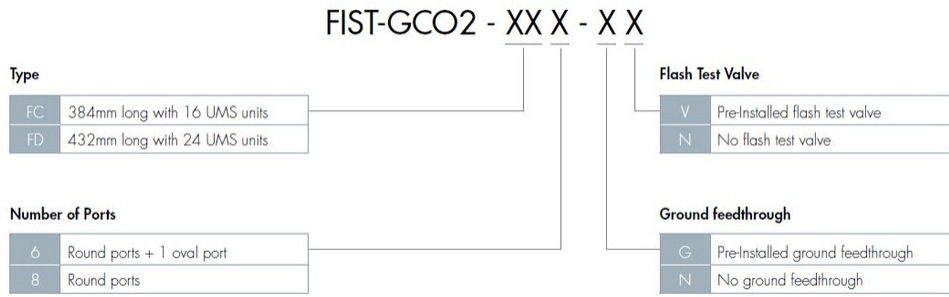 FIST-GCO2 - XX X - X X
Type
FC 384mm long with 16 UMS units
FD 432mm long with 24 UMS units
Number of Ports
6 Round ports + 1 oval port
8 Round ports
Flash Test Valve
V Pre-Installed flash test valve
N No flash test valve
Ground feedthrough
G Pre-Installed ground feedthrough
N No ground feedthrough